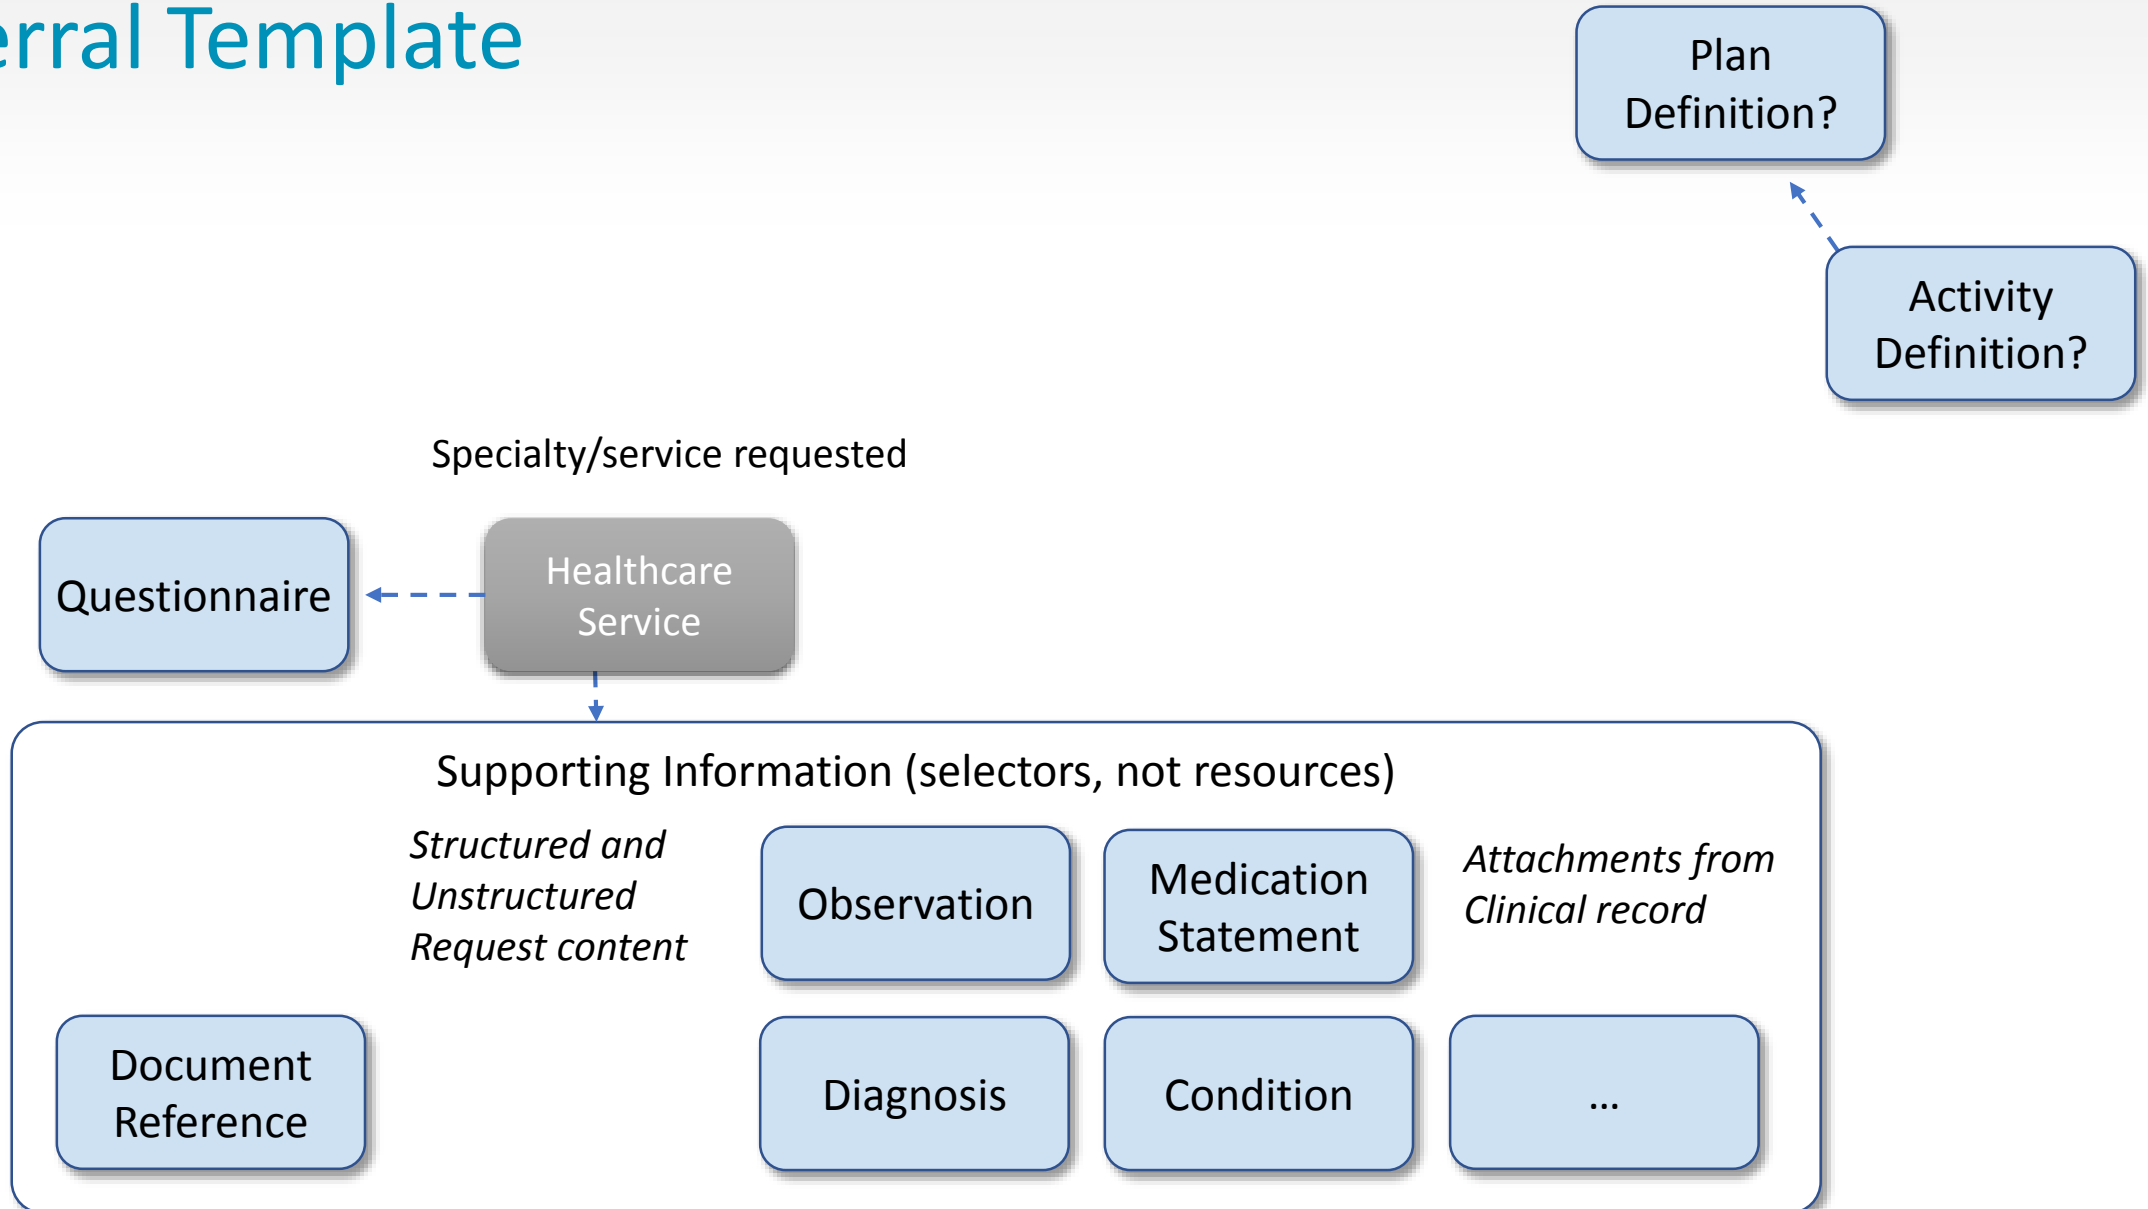 erral Template
Plan
Definition?
Activity
Definition?
Specialty/service requested
Questionnaire
Healthcare
Service
Supporting Information (selectors, not resources)
Structured and
Unstructured
Request content
Observation
Medication
Statement
Attachments from
Clinical record
Document
Reference
Diagnosis
Condition
...